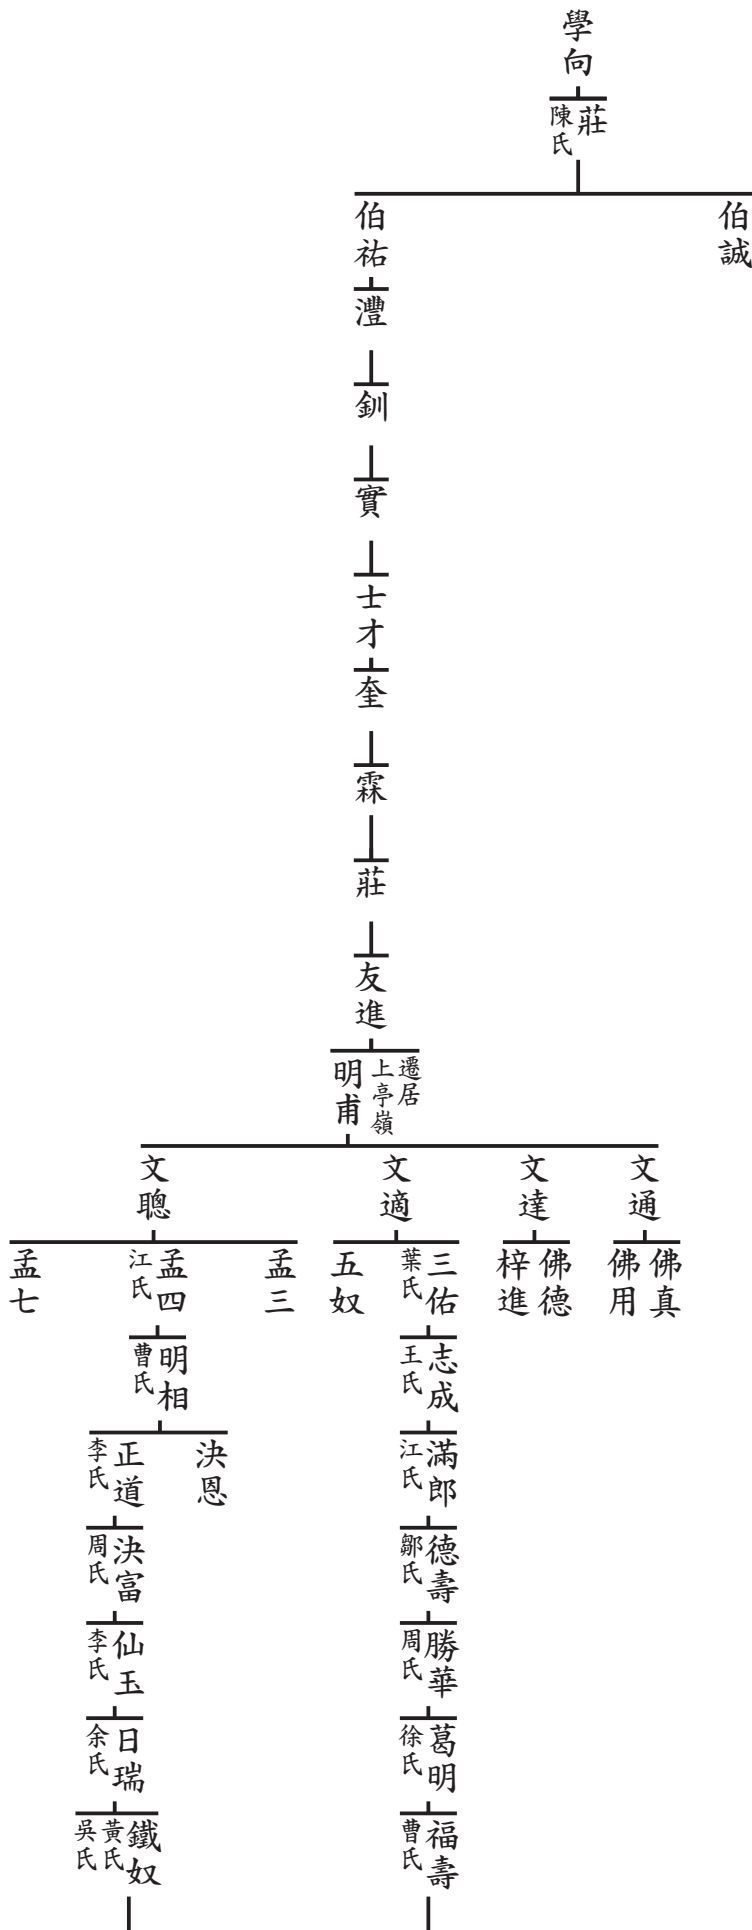 學向
莊
陳氏
伯誠
伯祐
灃
釧
實
士才
奎
霖
莊
友進
遷居
上亭嶺
明甫
文通
文達
文適
文聰
佛真
佛用
佛德
梓進
三佑
葉氏
五奴
孟三
孟四
江氏
孟七
志成
王氏
明相
曹氏
滿郎
江氏
決恩
正道
李氏
德壽
鄒氏
決富
周氏
勝華
周氏
仙玉
李氏
葛明
徐氏
日瑞
余氏
福壽
曹氏
鐵奴
黃氏
吳氏